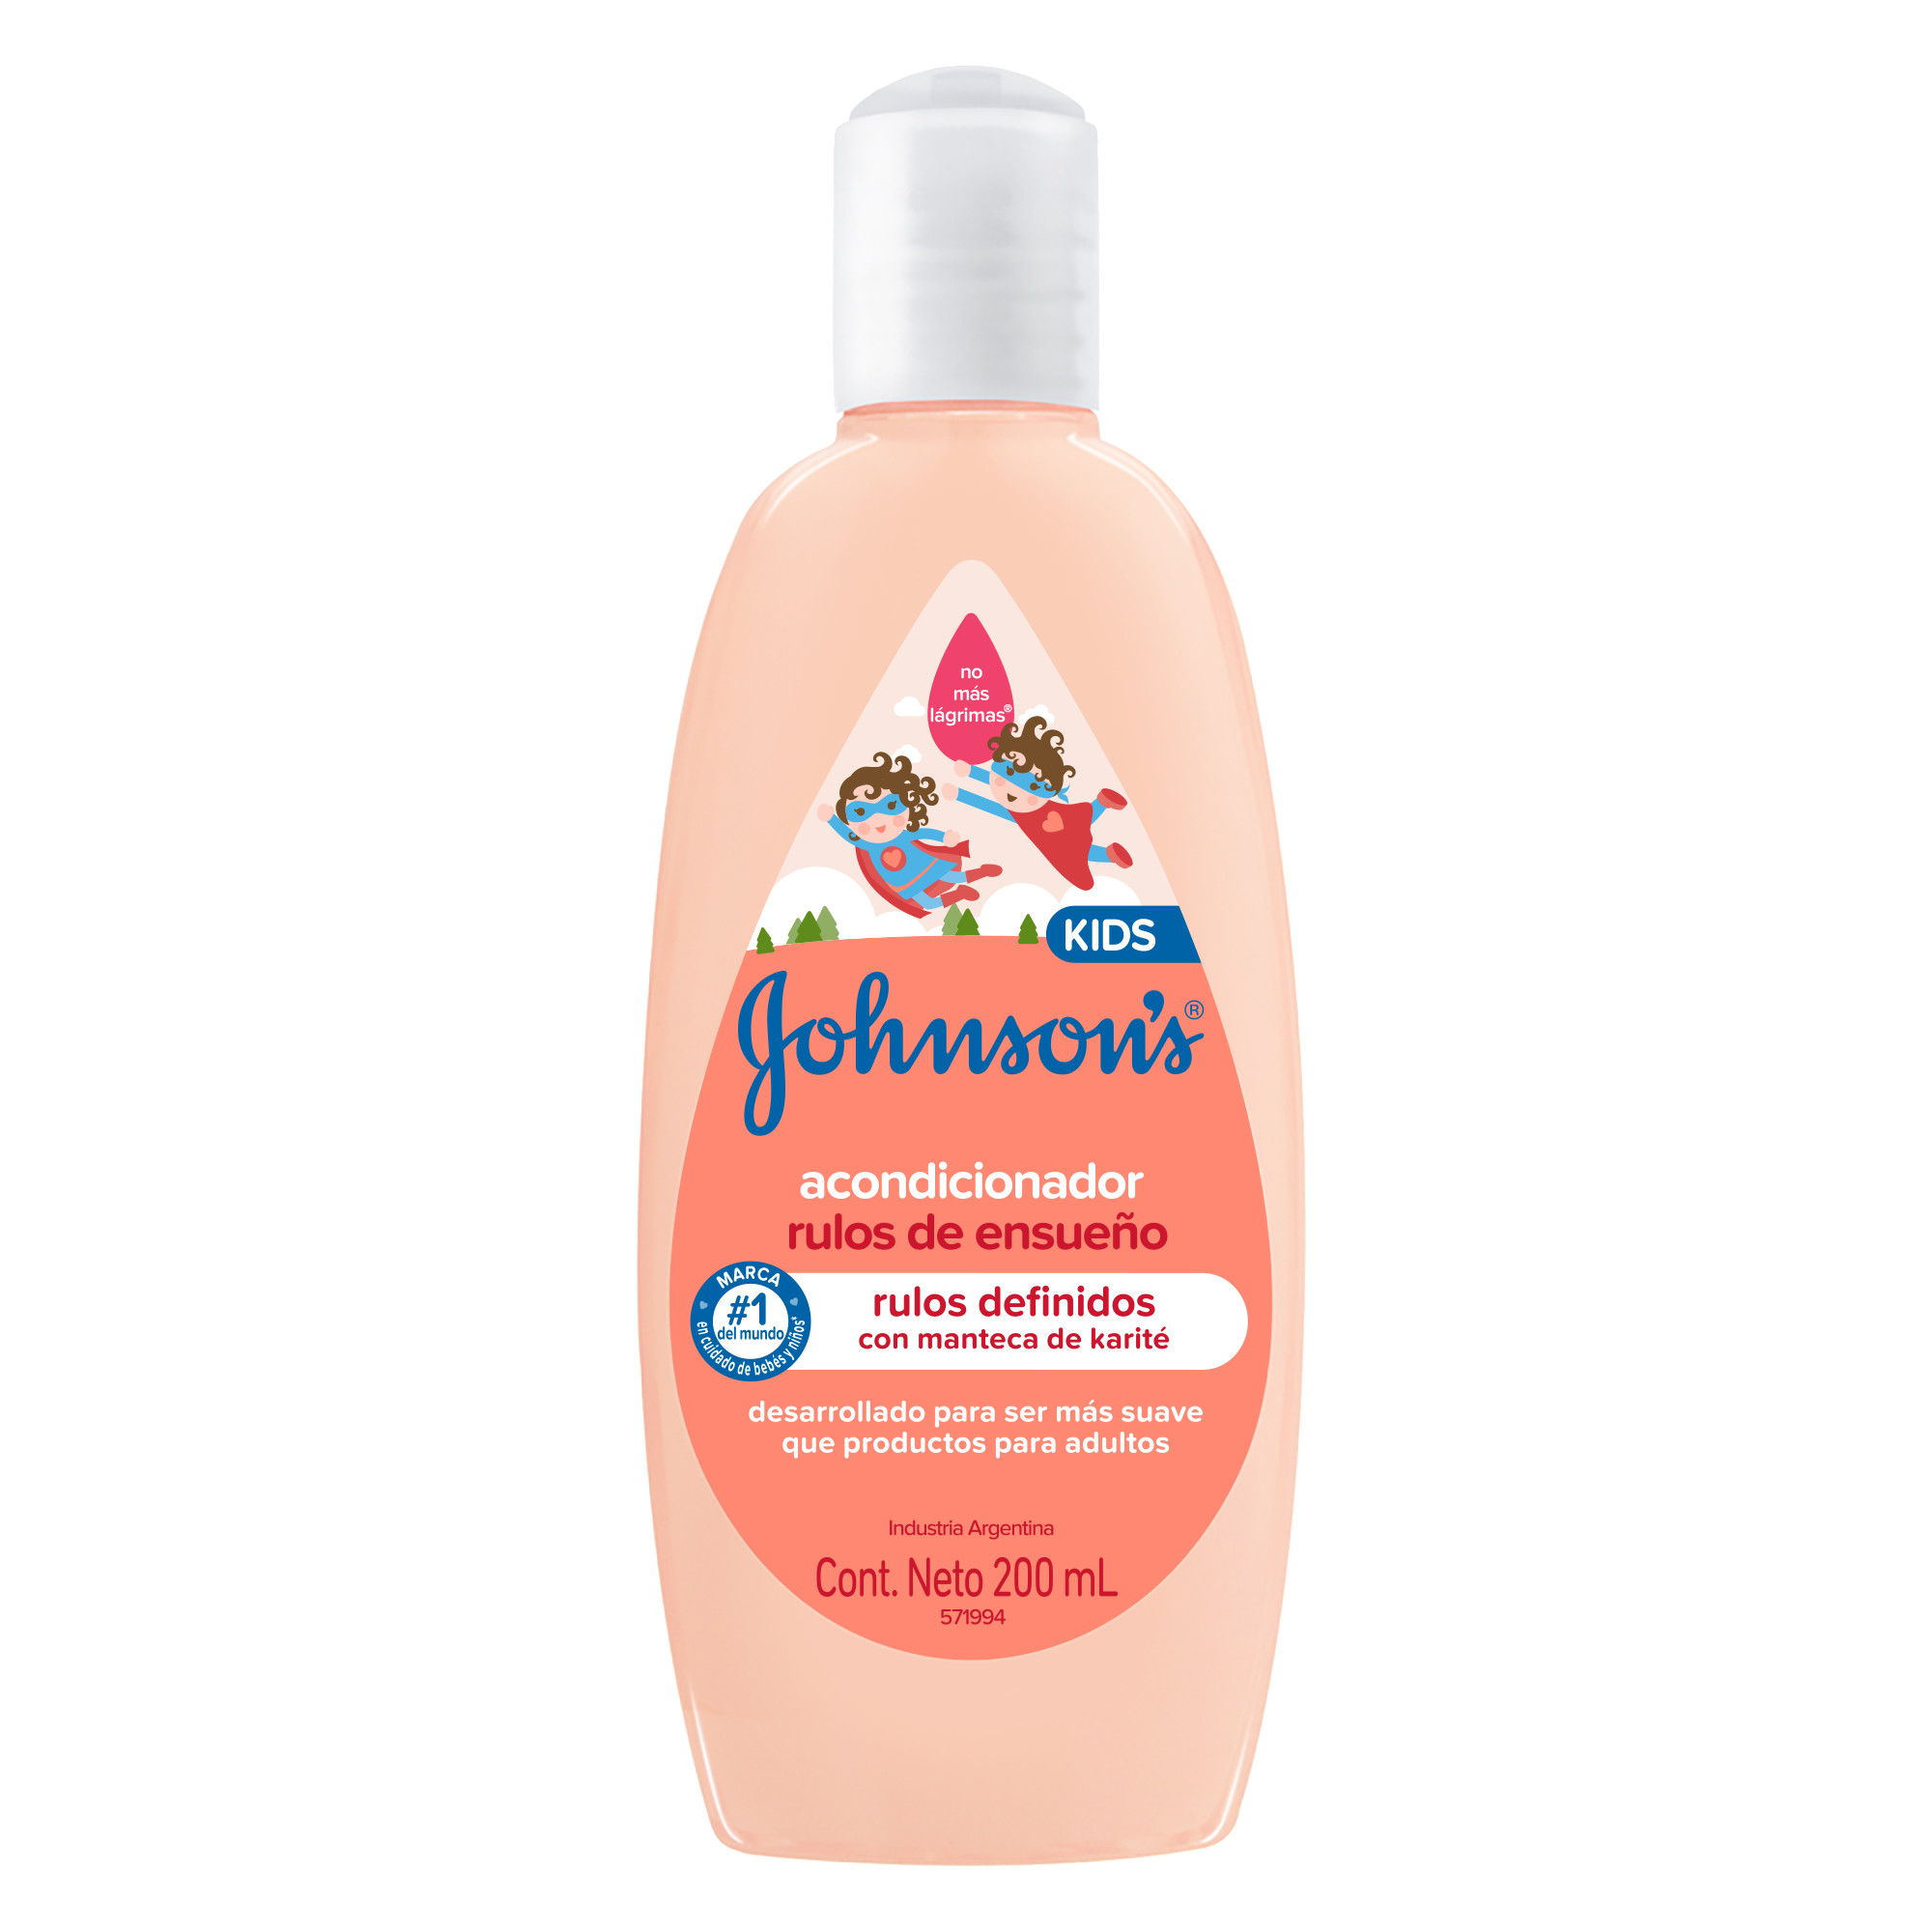 no
más
lágrimas®
KIDS
Johnson's®
acondicionador
rulos de ensueño
MARCA
#1
del mundo
en cuidado de bebés y niños*
rulos definidos
con manteca de karité
desarrollado para ser más suave
que productos para adultos
Industria Argentina
Cont. Neto 200 mL
571994